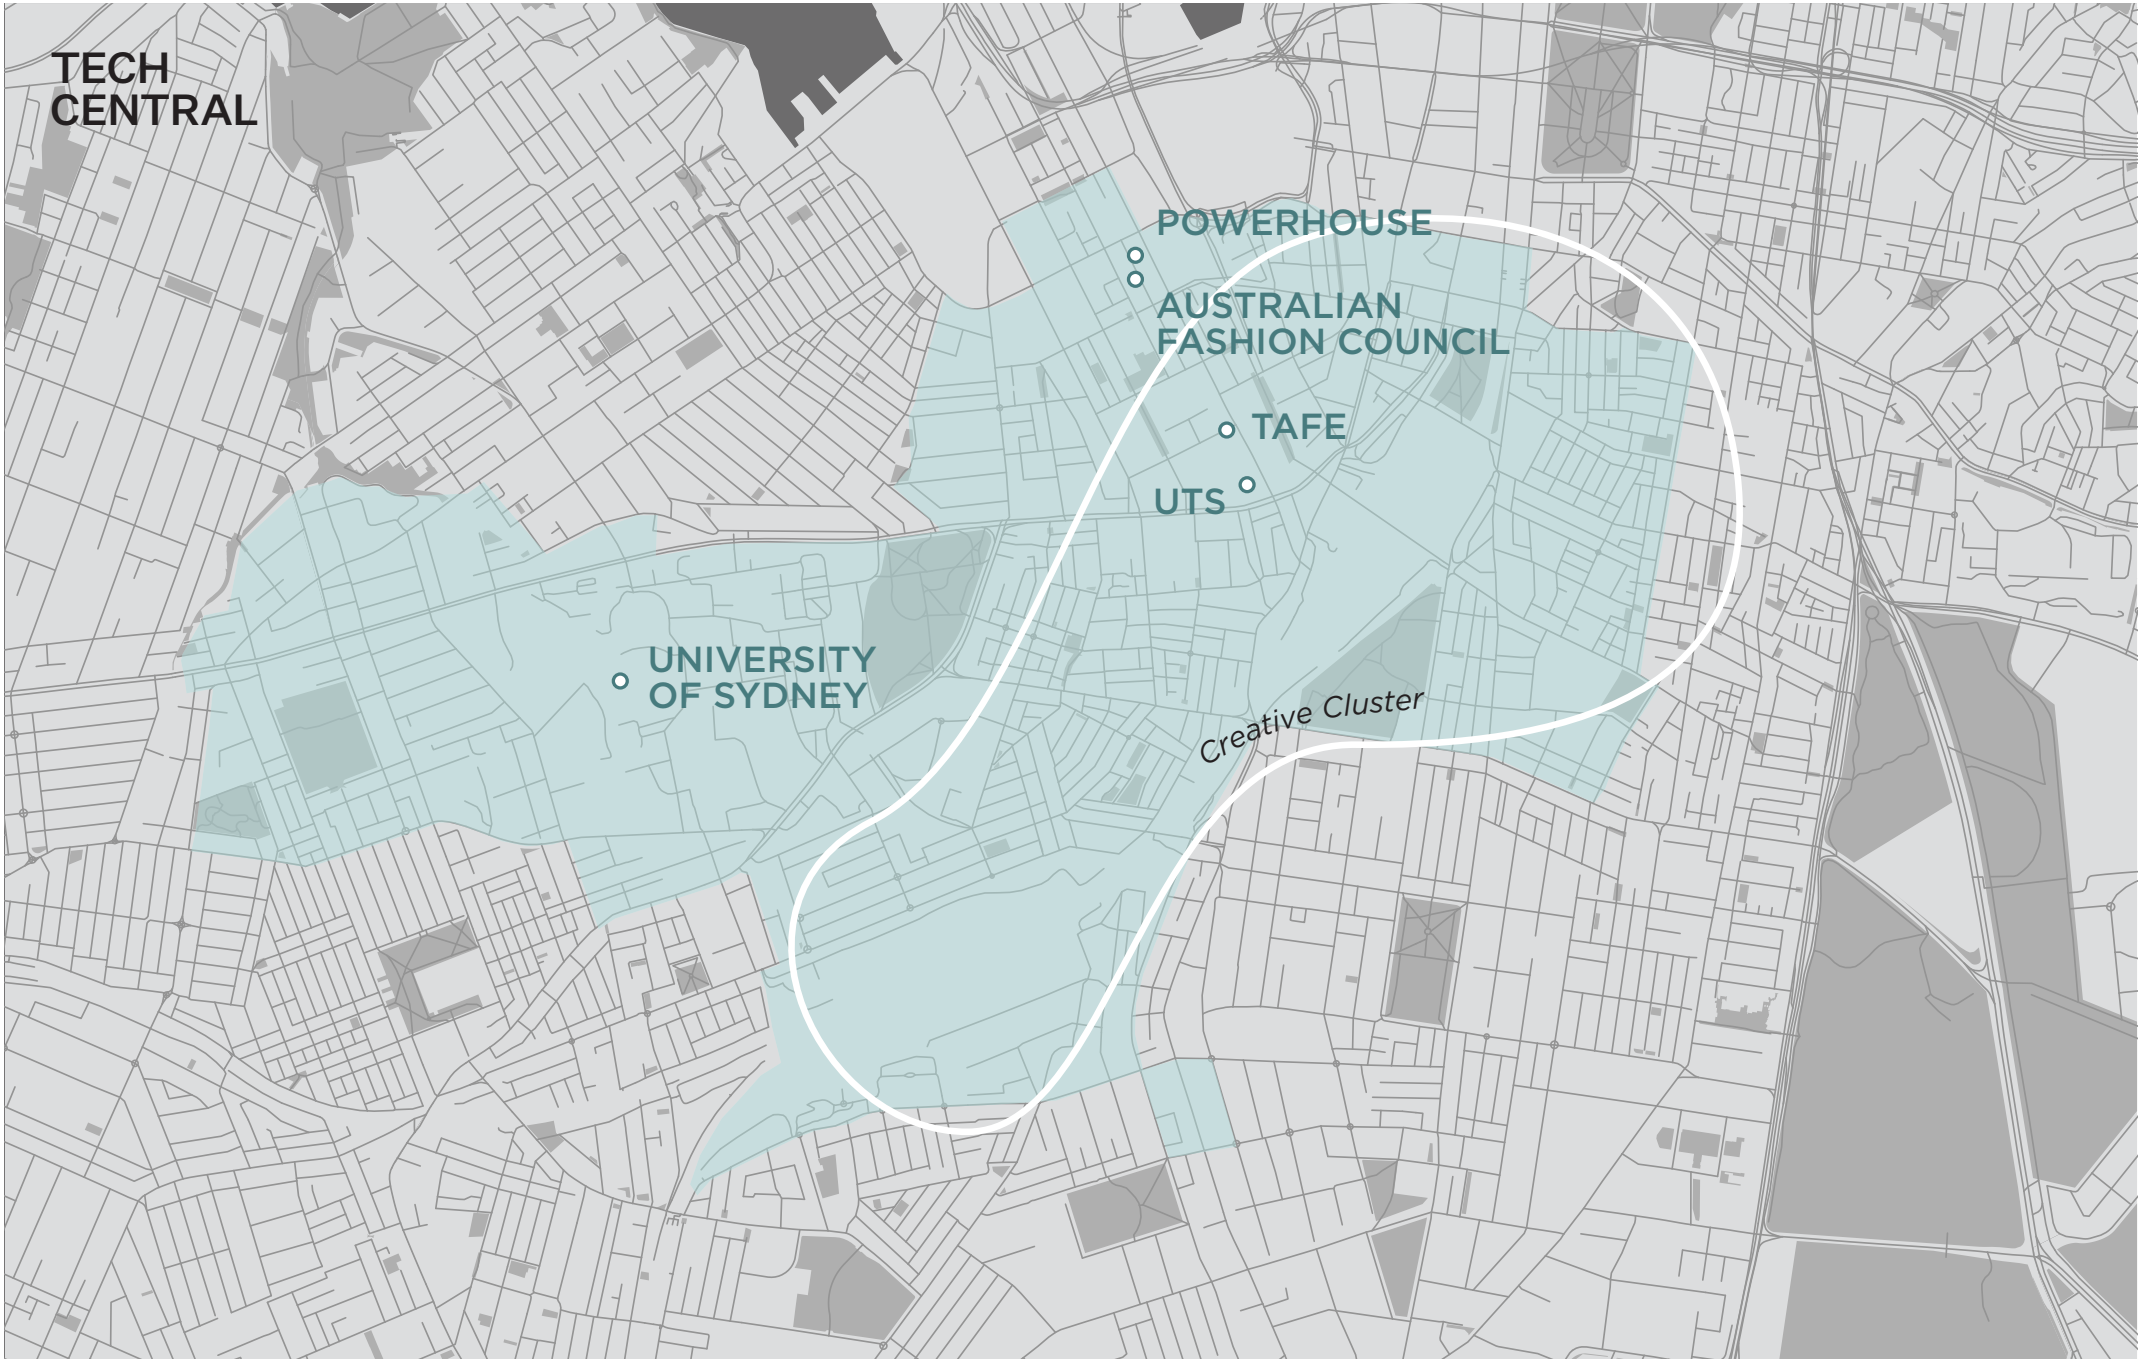 TECH
CENTRAL
POWERHOUSE
AUSTRALIAN
FASHION COUNCIL
TAFE
UTS
UNIVERSITY
OF SYDNEY
Creative Cluster